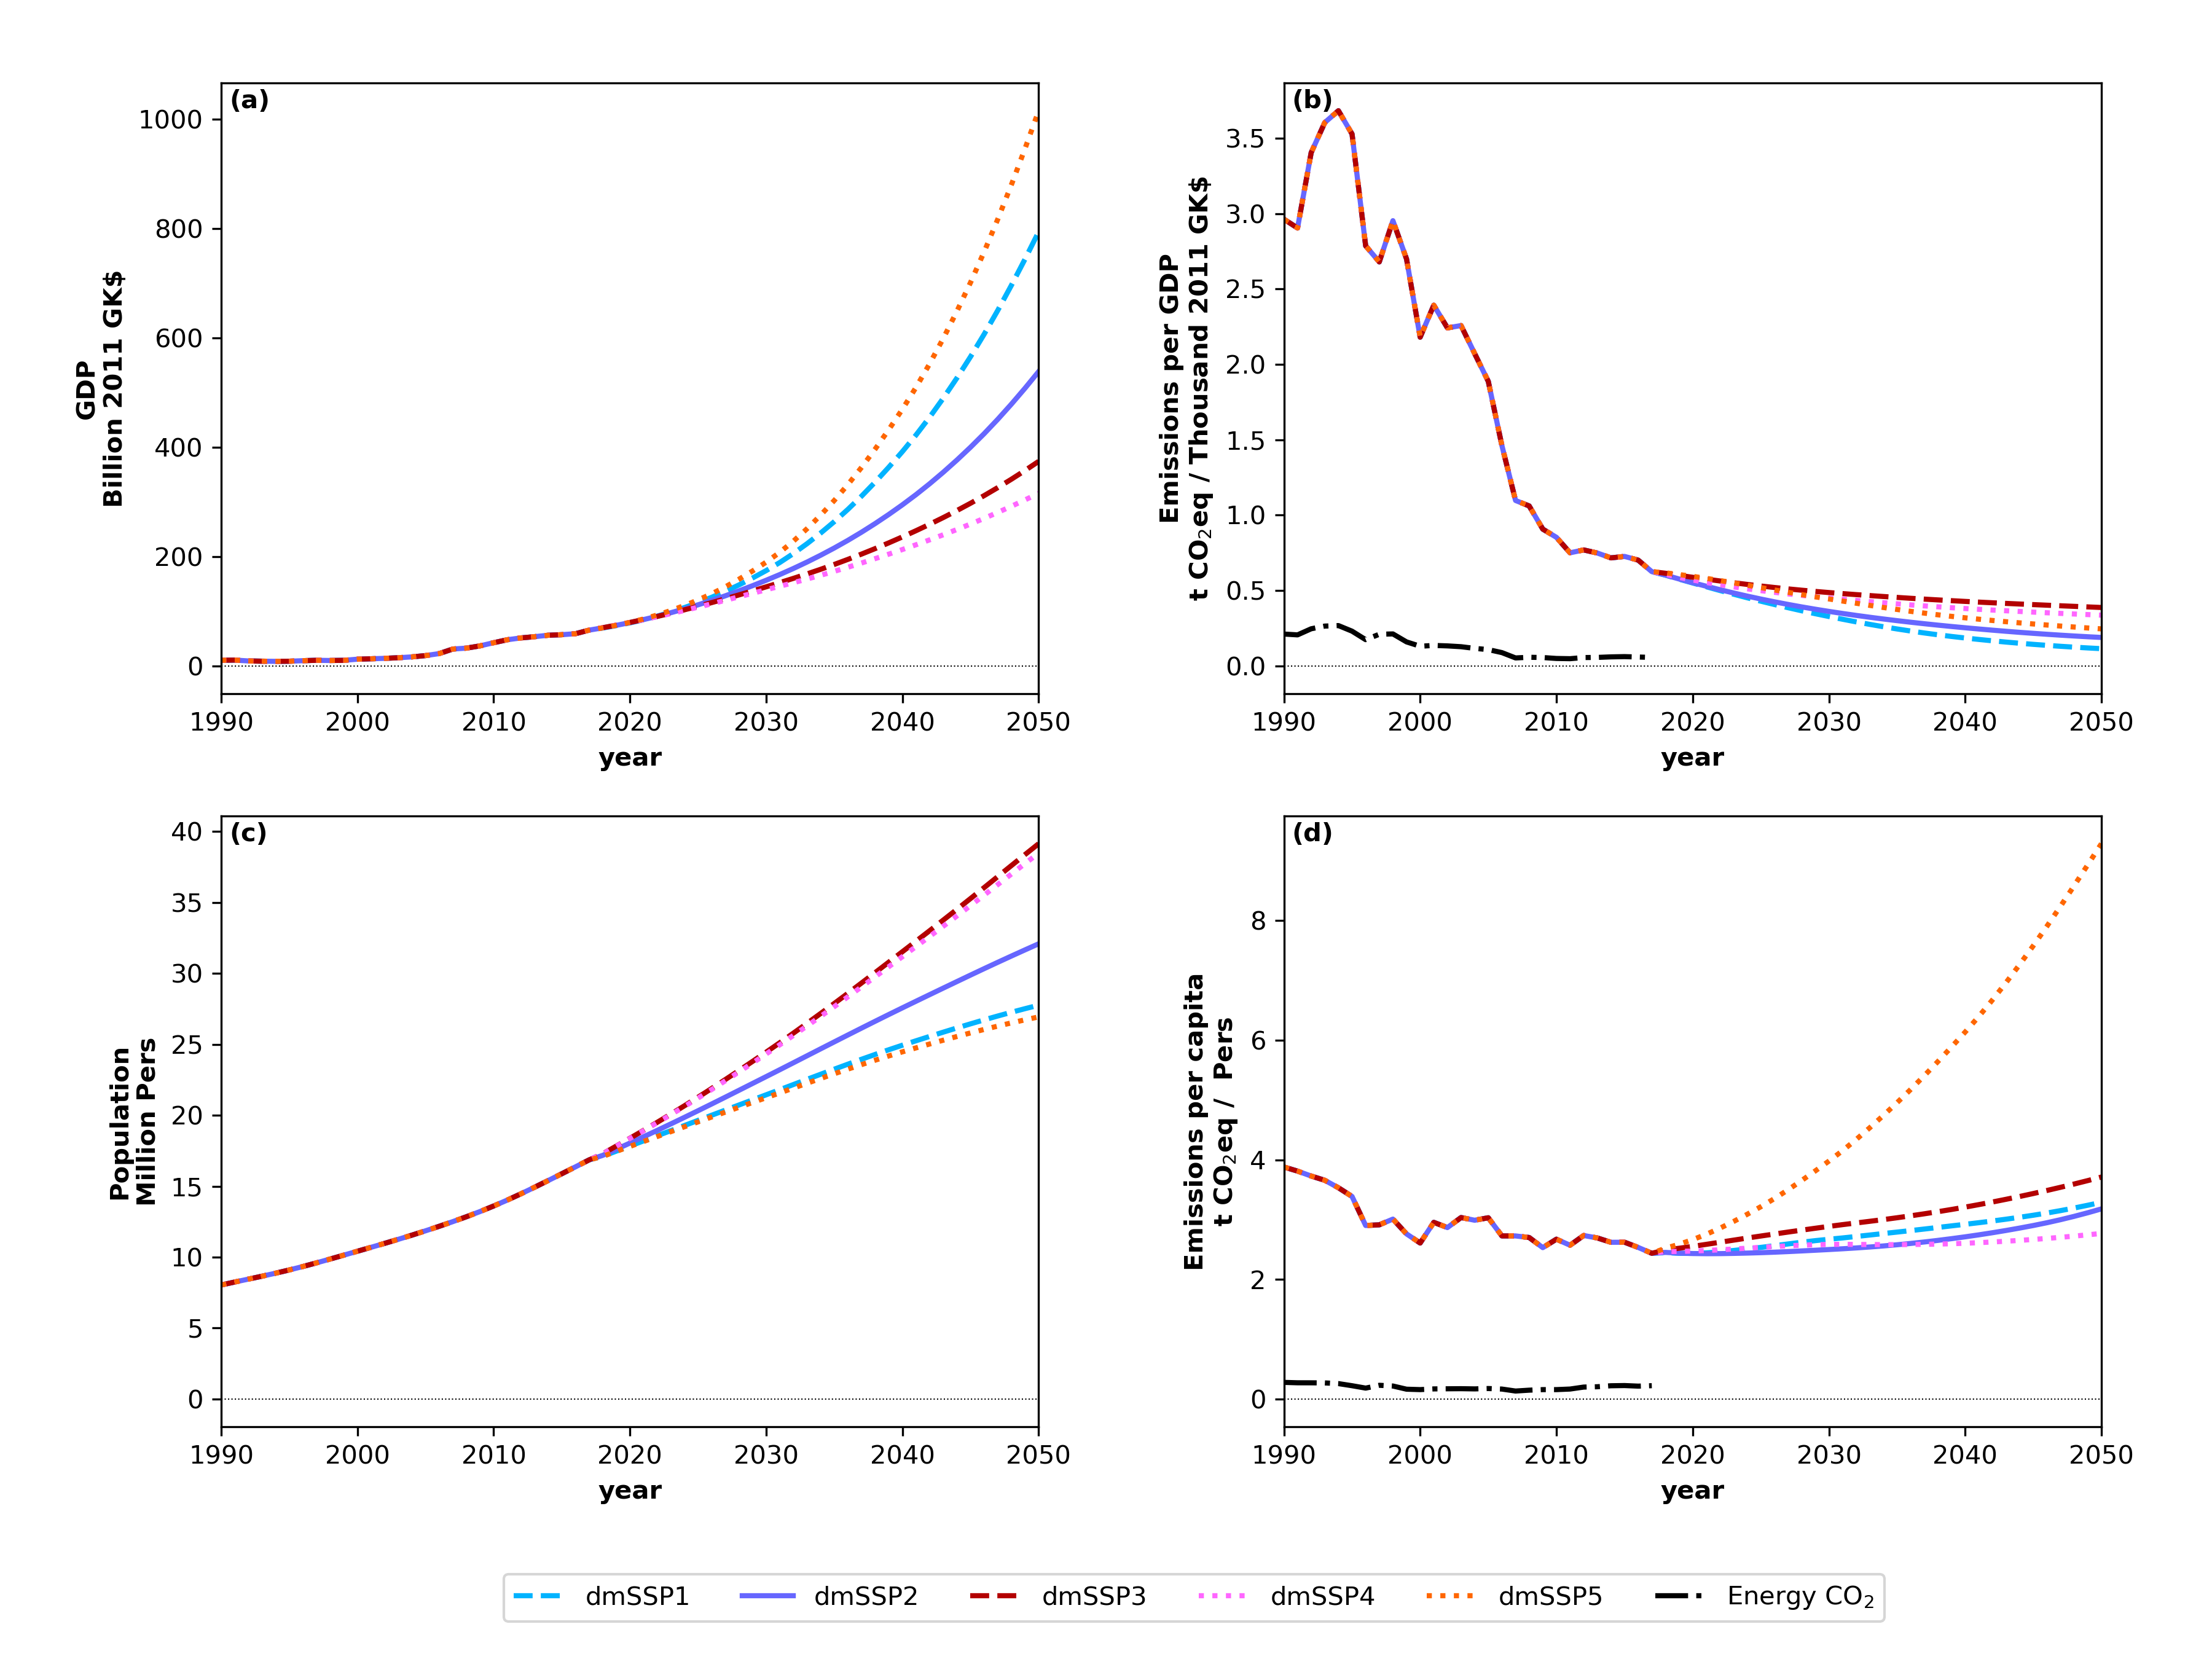 (a)
1000
800
600
400
200
0
GDP
Billion 2011 GK$
1990 2000 2010 2020 2030 2040 2050
year
(b)
3.5
3.0
2.5
2.0
1.5
1.0
0.5
0.0
Emissions per GDP
t CO₂eq / Thousand 2011 GK$
1990 2000 2010 2020 2030 2040 2050
year
(c)
40
35
30
25
20
15
10
5
0
Population
Million Pers
1990 2000 2010 2020 2030 2040 2050
year
(d)
8
6
4
2
0
Emissions per capita
t CO₂eq / Pers
1990 2000 2010 2020 2030 2040 2050
year
dmSSP1 dmSSP2 dmSSP3 dmSSP4 dmSSP5 Energy CO₂